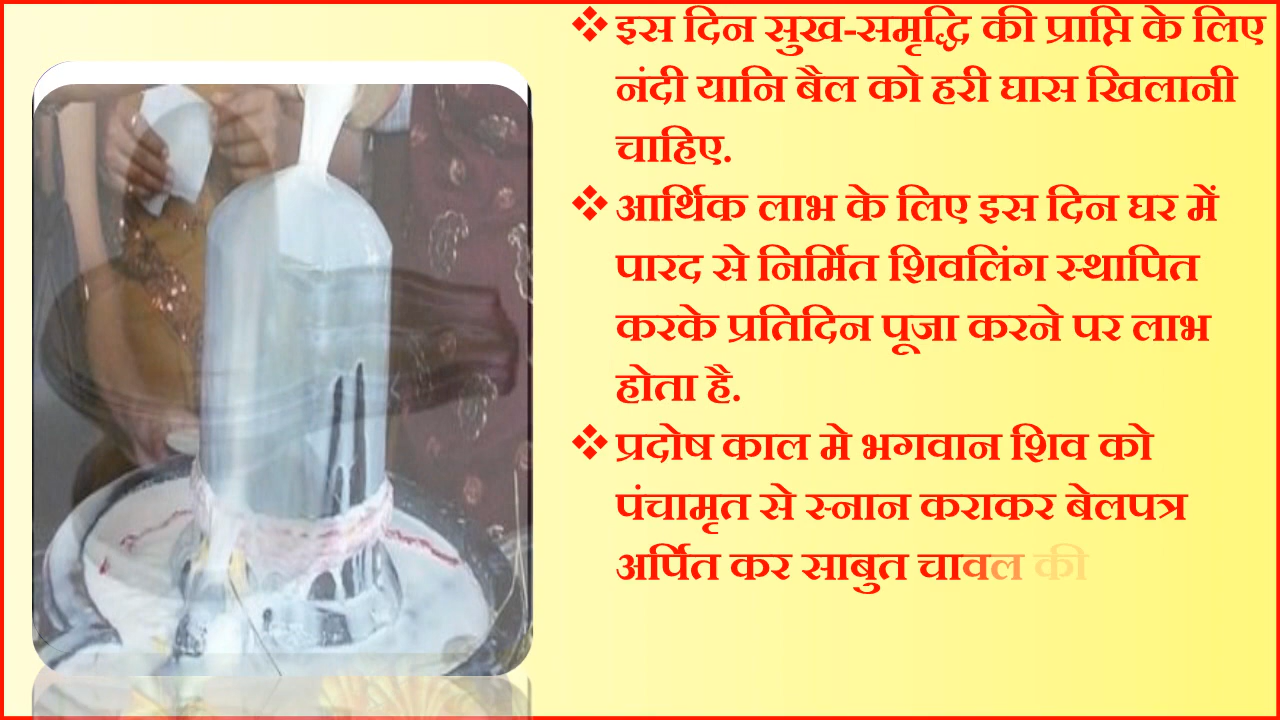 ❖ इस दिन सुख-समृद्धि की प्राप्ति के लिए
नंदी यानि बैल को हरी घास खिलानी
चाहिए.
❖ आर्थिक लाभ के लिए इस दिन घर में
पारद से निर्मित शिवलिंग स्थापित
करके प्रतिदिन पूजा करने पर लाभ
होता है.
❖ प्रदोष काल मे भगवान शिव को
पंचामृत से स्नान कराकर बेलपत्र
अर्पित कर साबुत चावल की